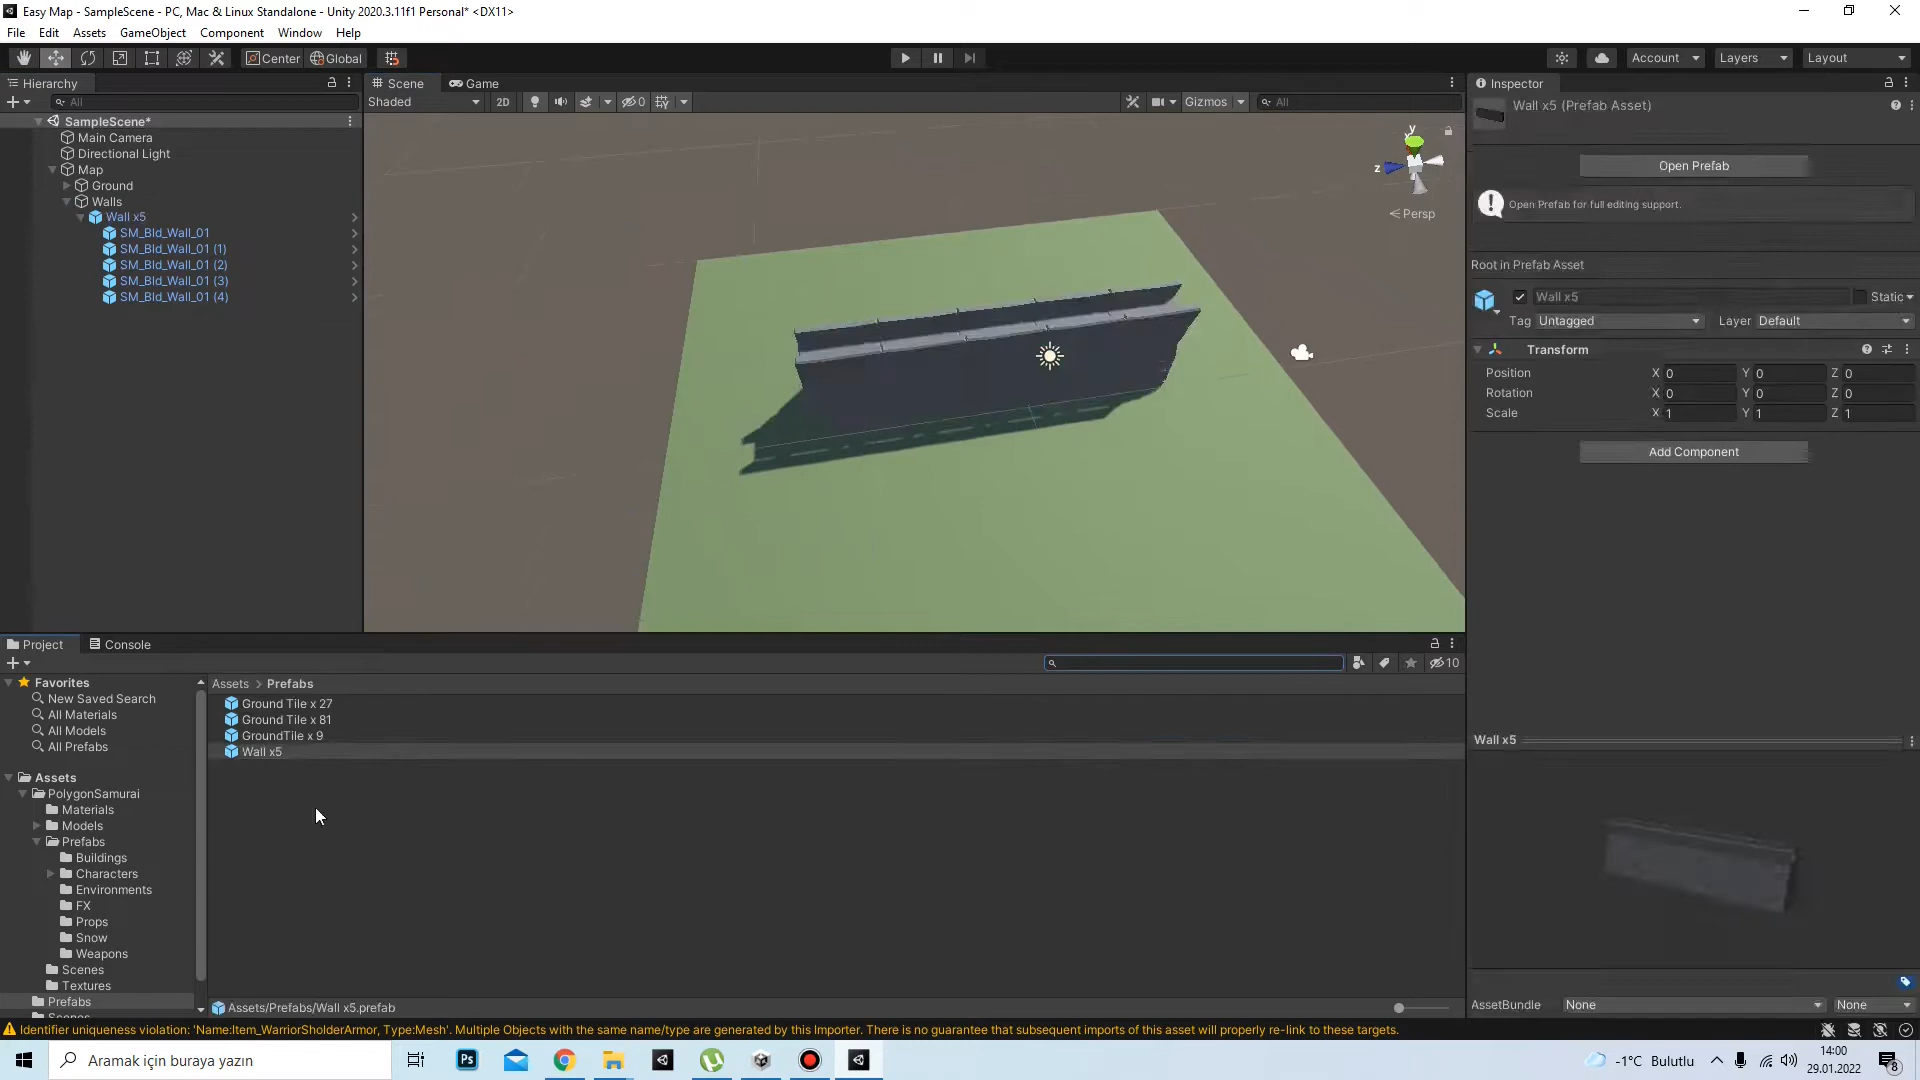 Easy Map - SampleScene - PC, Mac & Linux Standalone - Unity 2020.3.11f1 Personal* <DX11>
File Edit Assets GameObject Component Window Help
Center Global Account Layers Layout
Hierarchy
All
SampleScene*
Main Camera
Directional Light
Map
Ground
Walls
Wall x5
SM_Bld_Wall_01
SM_Bld_Wall_01 (1)
SM_Bld_Wall_01 (2)
SM_Bld_Wall_01 (3)
SM_Bld_Wall_01 (4)
Scene Game
Shaded 2D 0 Gizmos All
y
x
z
Persp
Inspector
Wall x5 (Prefab Asset)
Open Prefab
Open Prefab for full editing support.
Root in Prefab Asset
Wall x5 Static
Tag Untagged Layer Default
Transform
Position X 0 Y 0 Z 0
Rotation X 0 Y 0 Z 0
Scale X 1 Y 1 Z 1
Add Component
Wall x5
AssetBundle None None
Project Console
10
Favorites
New Saved Search
All Materials
All Models
All Prefabs
Assets
PolygonSamurai
Materials
Models
Prefabs
Buildings
Characters
Environments
FX
Props
Snow
Weapons
Scenes
Textures
Prefabs
Scenes
Assets > Prefabs
Ground Tile x 27
Ground Tile x 81
GroundTile x 9
Wall x5
Assets/Prefabs/Wall x5.prefab
Identifier uniqueness violation: 'Name:Item_WarriorSholderArmor, Type:Mesh'. Multiple Objects with the same name/type are generated by this Importer. There is no guarantee that subsequent imports of this asset will properly re-link to these targets.
Aramak için buraya yazın
Ps
-1°C Bulutlu
14:00
29.01.2022
8